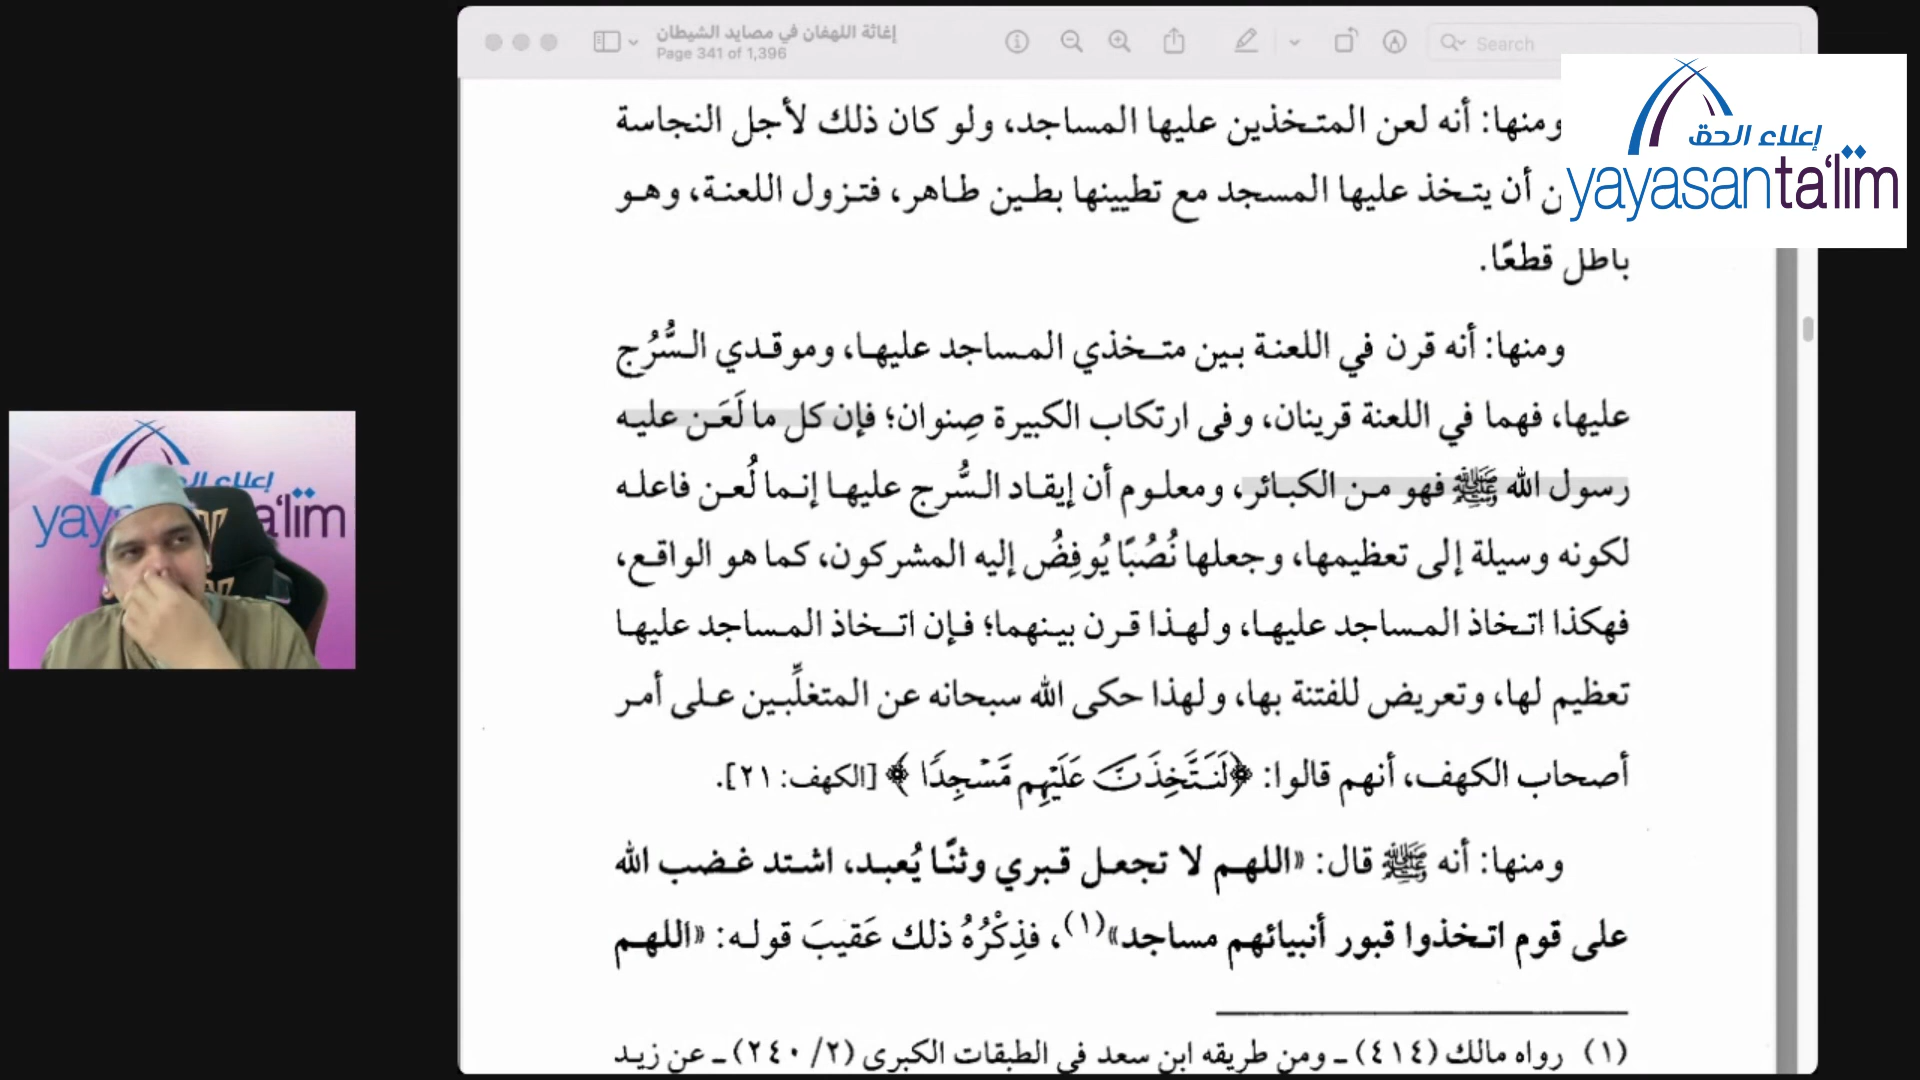 إغاثة اللهفان في مصايد الشيطان
Page 341 of 1,396
Search
إعلاء الحق
yayasanta'lim
ومنها: أنه لعن المتخذين عليها المساجد، ولو كان ذلك لأجل النجاسة
أن يتخذ عليها المسجد مع تطيينها بطين طاهر، فتزول اللعنة، وهو
باطل قطعًا.
ومنها: أنه قرن في اللعنة بين متخذي المساجد عليها، وموقدي السُّرُج
عليها، فهما في اللعنة قرينان، وفى ارتكاب الكبيرة صِنوان؛ فإن كل ما لَعَن عليه
رسول الله ﷺ فهو من الكبائر، ومعلوم أن إيقاد السُّرج عليها إنما لُعن فاعله
لكونه وسيلة إلى تعظيمها، وجعلها نُصُبًا يُوفِضُ إليه المشركون، كما هو الواقع،
فهكذا اتخاذ المساجد عليها، ولهذا قرن بينهما؛ فإن اتخاذ المساجد عليها
تعظيم لها، وتعريض للفتنة بها، ولهذا حكى الله سبحانه عن المتغلِّبين على أمر
أصحاب الكهف، أنهم قالوا: ﴿لَنَتَّخِذَنَّ عَلَيْهِم مَّسْجِدًا﴾ [الكهف: ٢١].
ومنها: أنه ﷺ قال: «اللهم لا تجعل قبري وثنًا يُعبد، اشتد غضب الله
على قوم اتخذوا قبور أنبيائهم مساجد»(١)، فذِكْرُهُ ذلك عَقيبَ قوله: «اللهم
(١) رواه مالك (٤١٤) ـ ومن طريقه ابن سعد في الطبقات الكبرى (٢/ ٢٤٠) ـ عن زيد